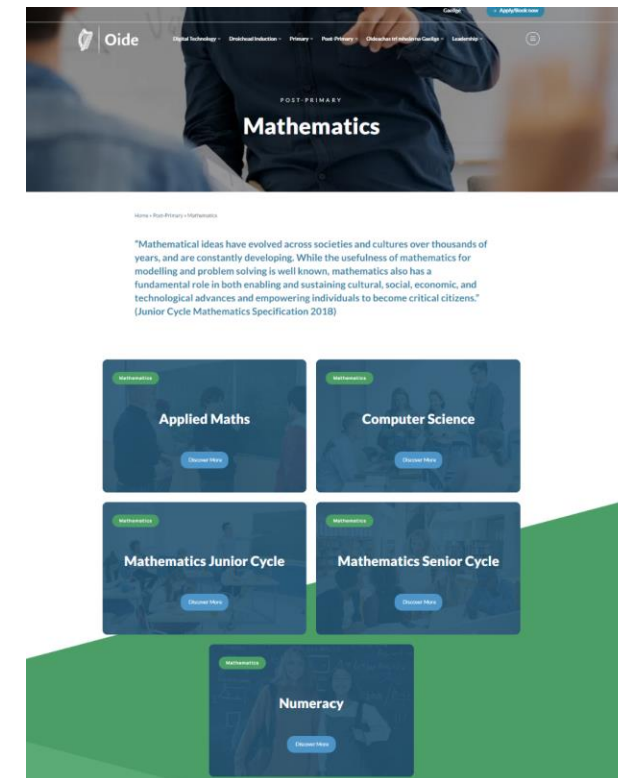 Gaeilge
Apply/Book now
Oide
Digital Technology
Droichead Induction
Primary
Post-Primary
Oideachas trí mheán na Gaeilge
Leadership
POST-PRIMARY
Mathematics
Home » Post-Primary » Mathematics
“Mathematical ideas have evolved across societies and cultures over thousands of
years, and are constantly developing. While the usefulness of mathematics for
modelling and problem solving is well known, mathematics also has a
fundamental role in both enabling and sustaining cultural, social, economic, and
technological advances and empowering individuals to become critical citizens.”
(Junior Cycle Mathematics Specification 2018)
Mathematics
Applied Maths
Discover More
Mathematics
Computer Science
Discover More
Mathematics
Mathematics Junior Cycle
Discover More
Mathematics
Mathematics Senior Cycle
Discover More
Mathematics
Numeracy
Discover More